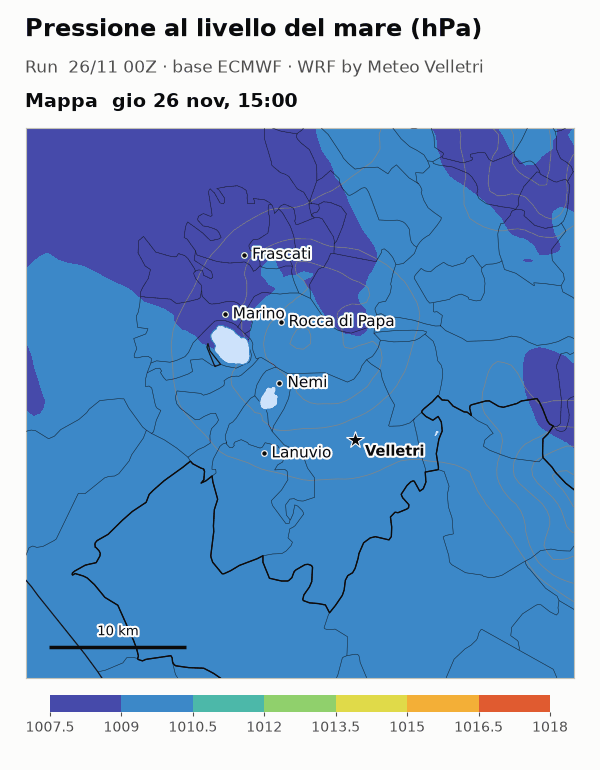 Pressione al livello del mare (hPa)
Run  26/11 00Z · base ECMWF · WRF by Meteo Velletri
Mappa  gio 26 nov, 15:00
Frascati
Marino
Rocca di Papa
Nemi
Velletri
Lanuvio
10 km
1007.5 1009 1010.5 1012 1013.5 1015 1016.5 1018